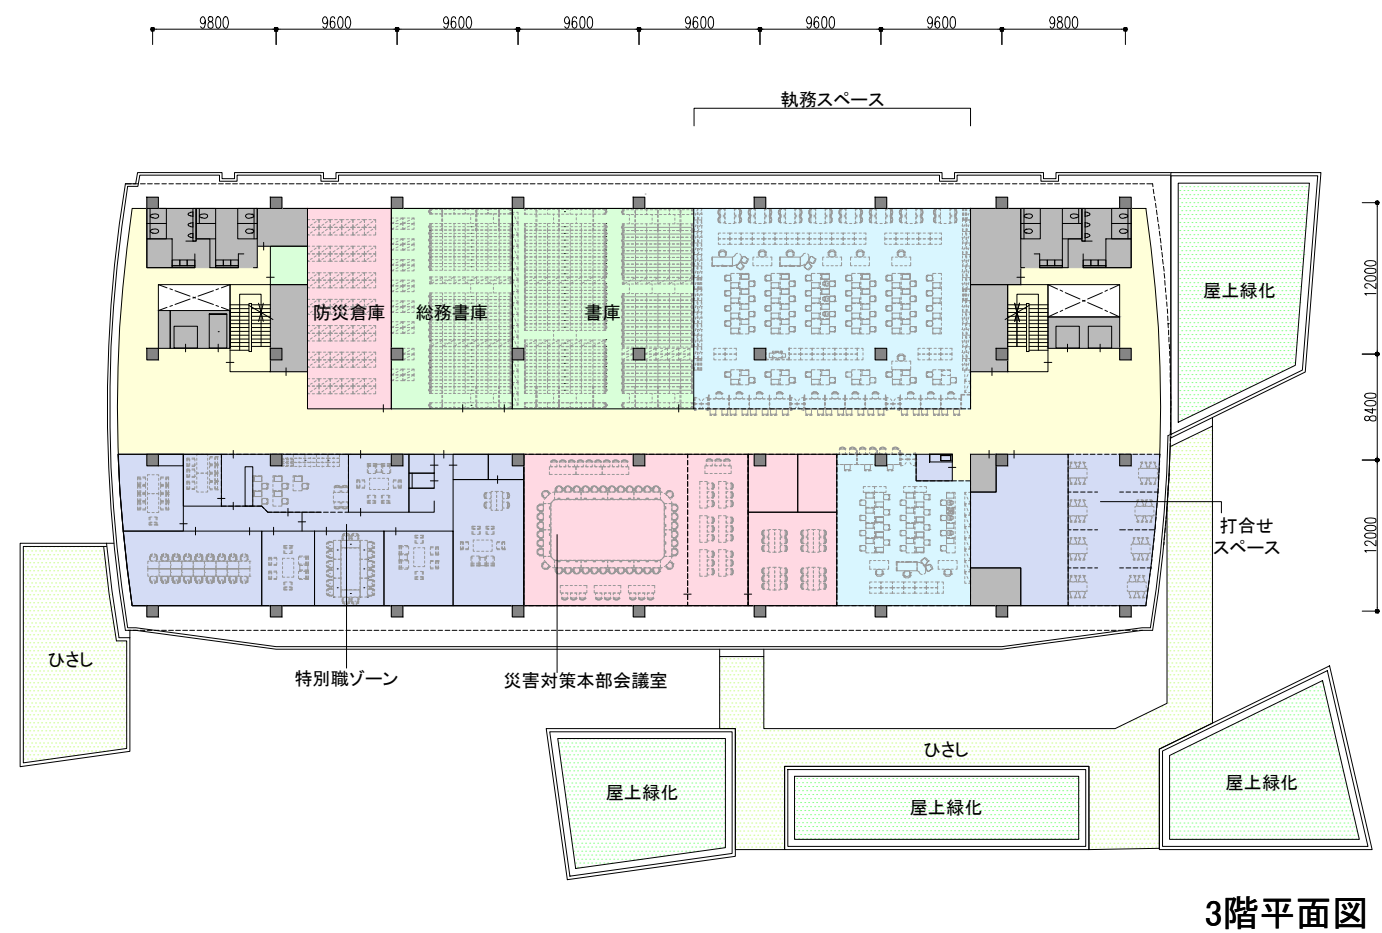 9800 9600 9600 9600 9600 9600 9600 9800
執務スペース
12000
8400
12000
屋上緑化
防災倉庫 総務書庫 書庫
打合せ
スペース
ひさし
特別職ゾーン
災害対策本部会議室
ひさし
屋上緑化
屋上緑化
屋上緑化
3階平面図